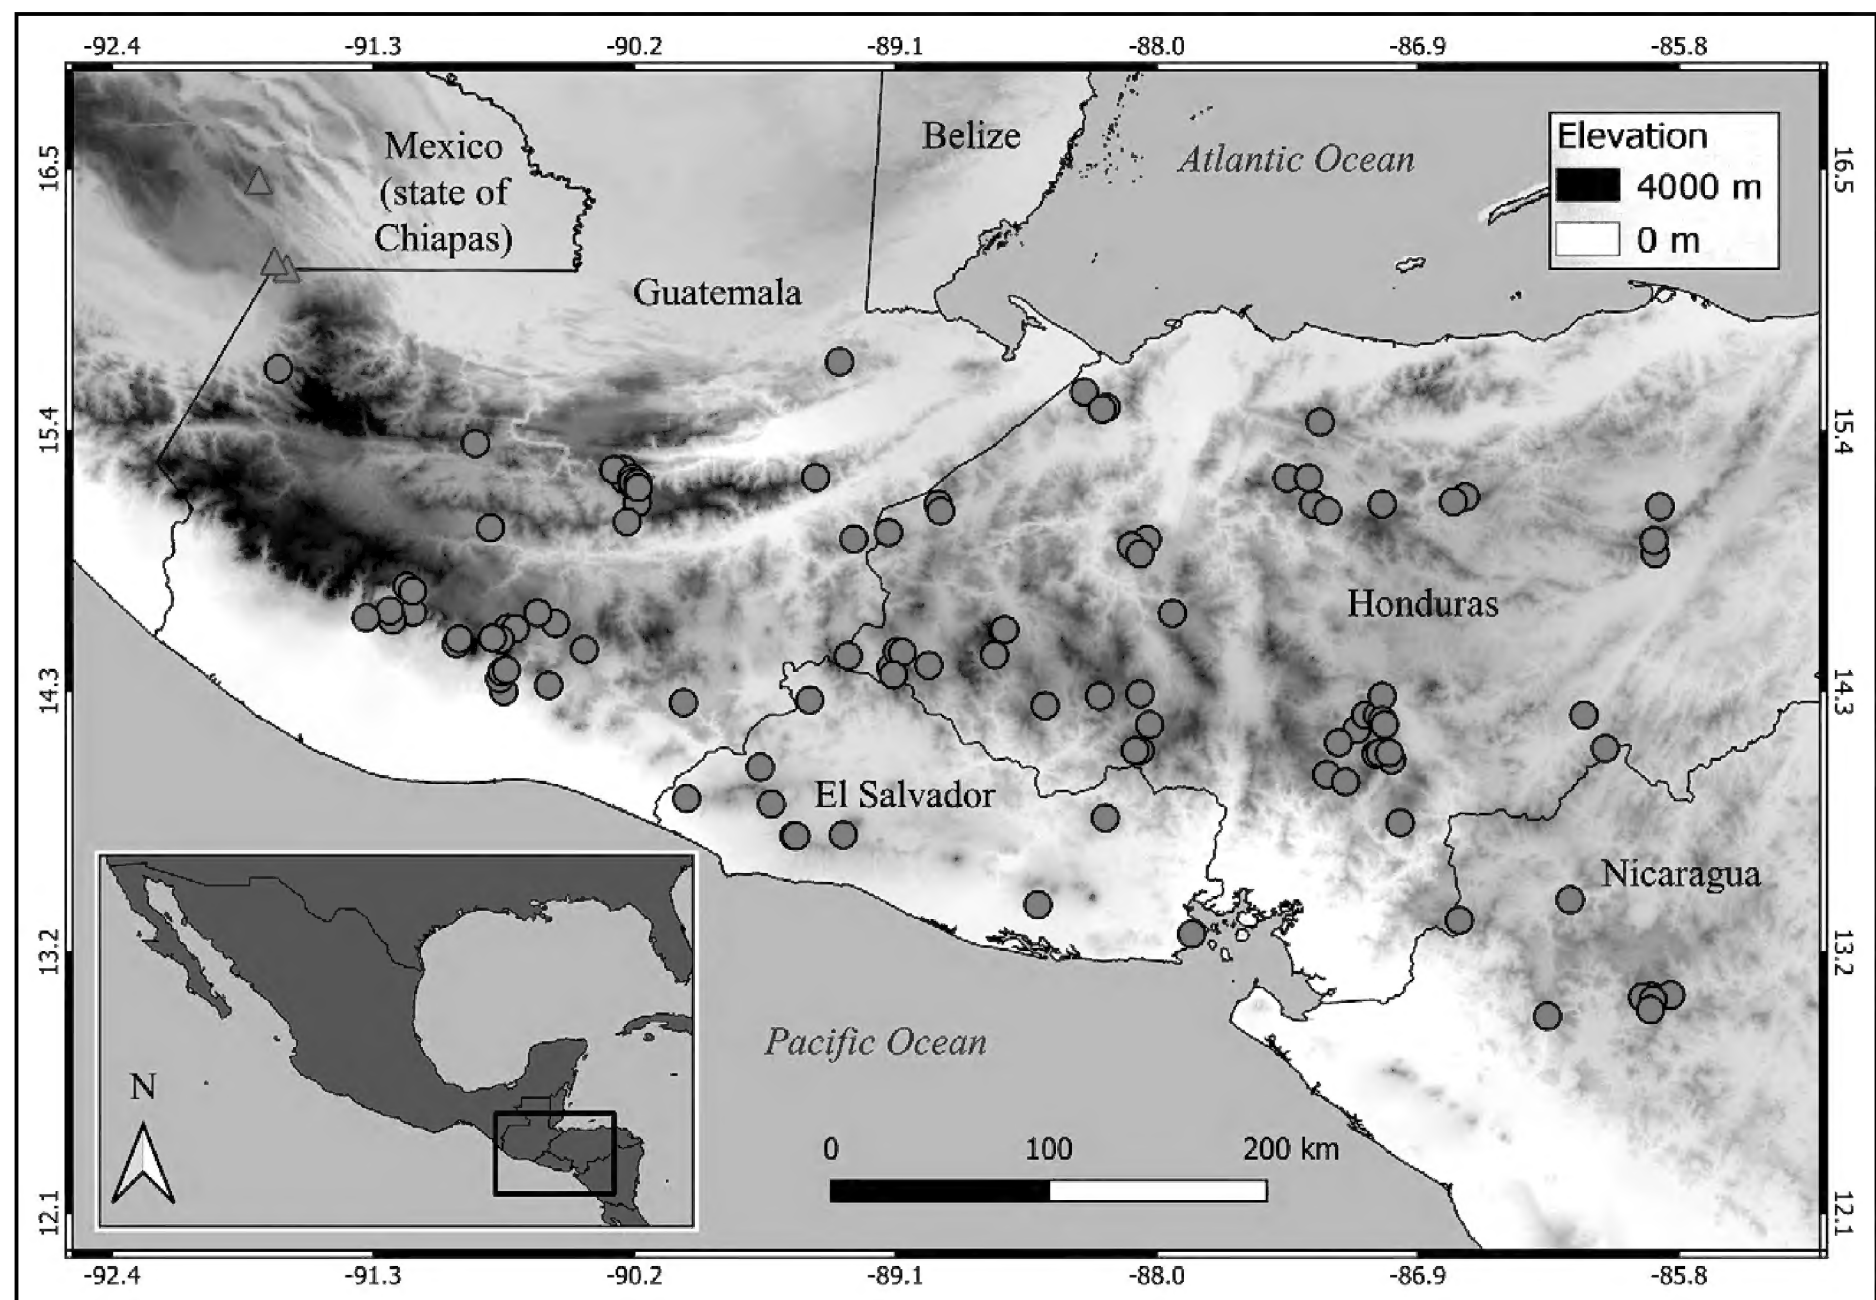 -92.4 -91.3 -90.2 -89.1 -88.0 -86.9 -85.8
Mexico
(state of
Chiapas)
Belize
Atlantic Ocean
Elevation
4000 m
0 m
16.5
16.5
Guatemala
15.4
15.4
Honduras
14.3
14.3
El Salvador
Nicaragua
13.2
13.2
Pacific Ocean
N
0 100 200 km
12.1
12.1
-92.4 -91.3 -90.2 -89.1 -88.0 -86.9 -85.8